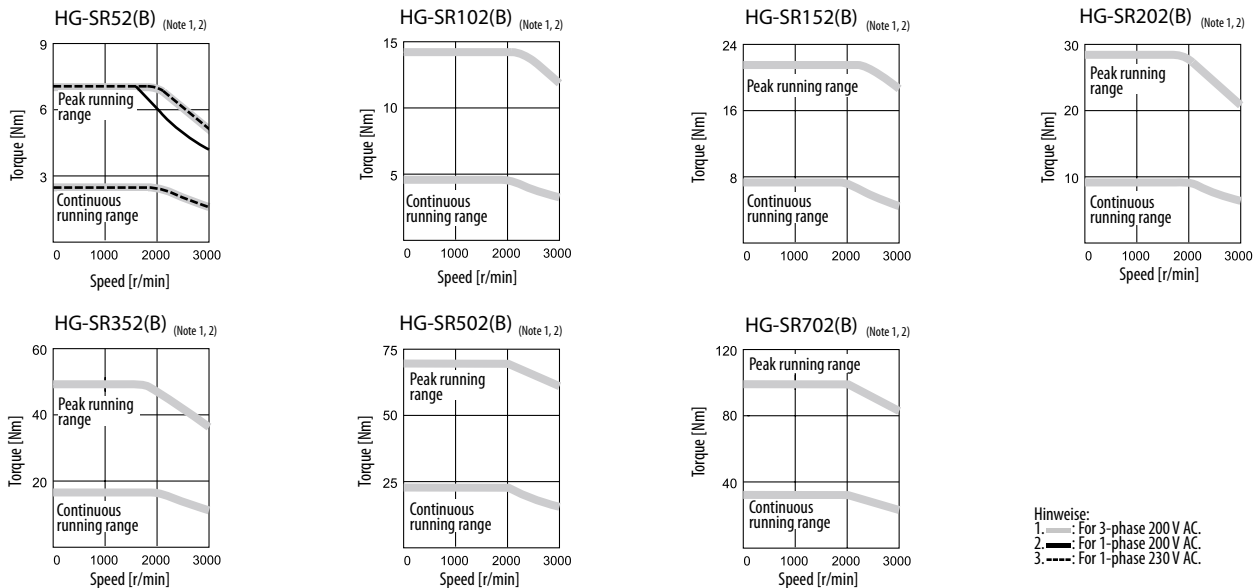 HG-SR52(B) (Note 1, 2)
9
6
3
Torque [Nm]
Peak running
range
Continuous
running range
0 1000 2000 3000
Speed [r/min]
HG-SR102(B) (Note 1, 2)
15
10
5
Torque [Nm]
Continuous
running range
0 1000 2000 3000
Speed [r/min]
HG-SR152(B) (Note 1, 2)
24
16
8
Torque [Nm]
Peak running range
Continuous
running range
0 1000 2000 3000
Speed [r/min]
HG-SR202(B) (Note 1, 2)
30
20
10
Torque [Nm]
Peak running
range
Continuous
running range
0 1000 2000 3000
Speed [r/min]
HG-SR352(B) (Note 1, 2)
60
40
20
Torque [Nm]
Peak running
range
Continuous
running range
0 1000 2000 3000
Speed [r/min]
HG-SR502(B) (Note 1, 2)
75
50
25
Torque [Nm]
Peak running
range
Continuous
running range
0 1000 2000 3000
Speed [r/min]
HG-SR702(B) (Note 1, 2)
120
80
40
Torque [Nm]
Peak running range
Continuous
running range
0 1000 2000 3000
Speed [r/min]
Hinweise:
1. : For 3-phase 200 V AC.
2. : For 1-phase 200 V AC.
3. : For 1-phase 230 V AC.